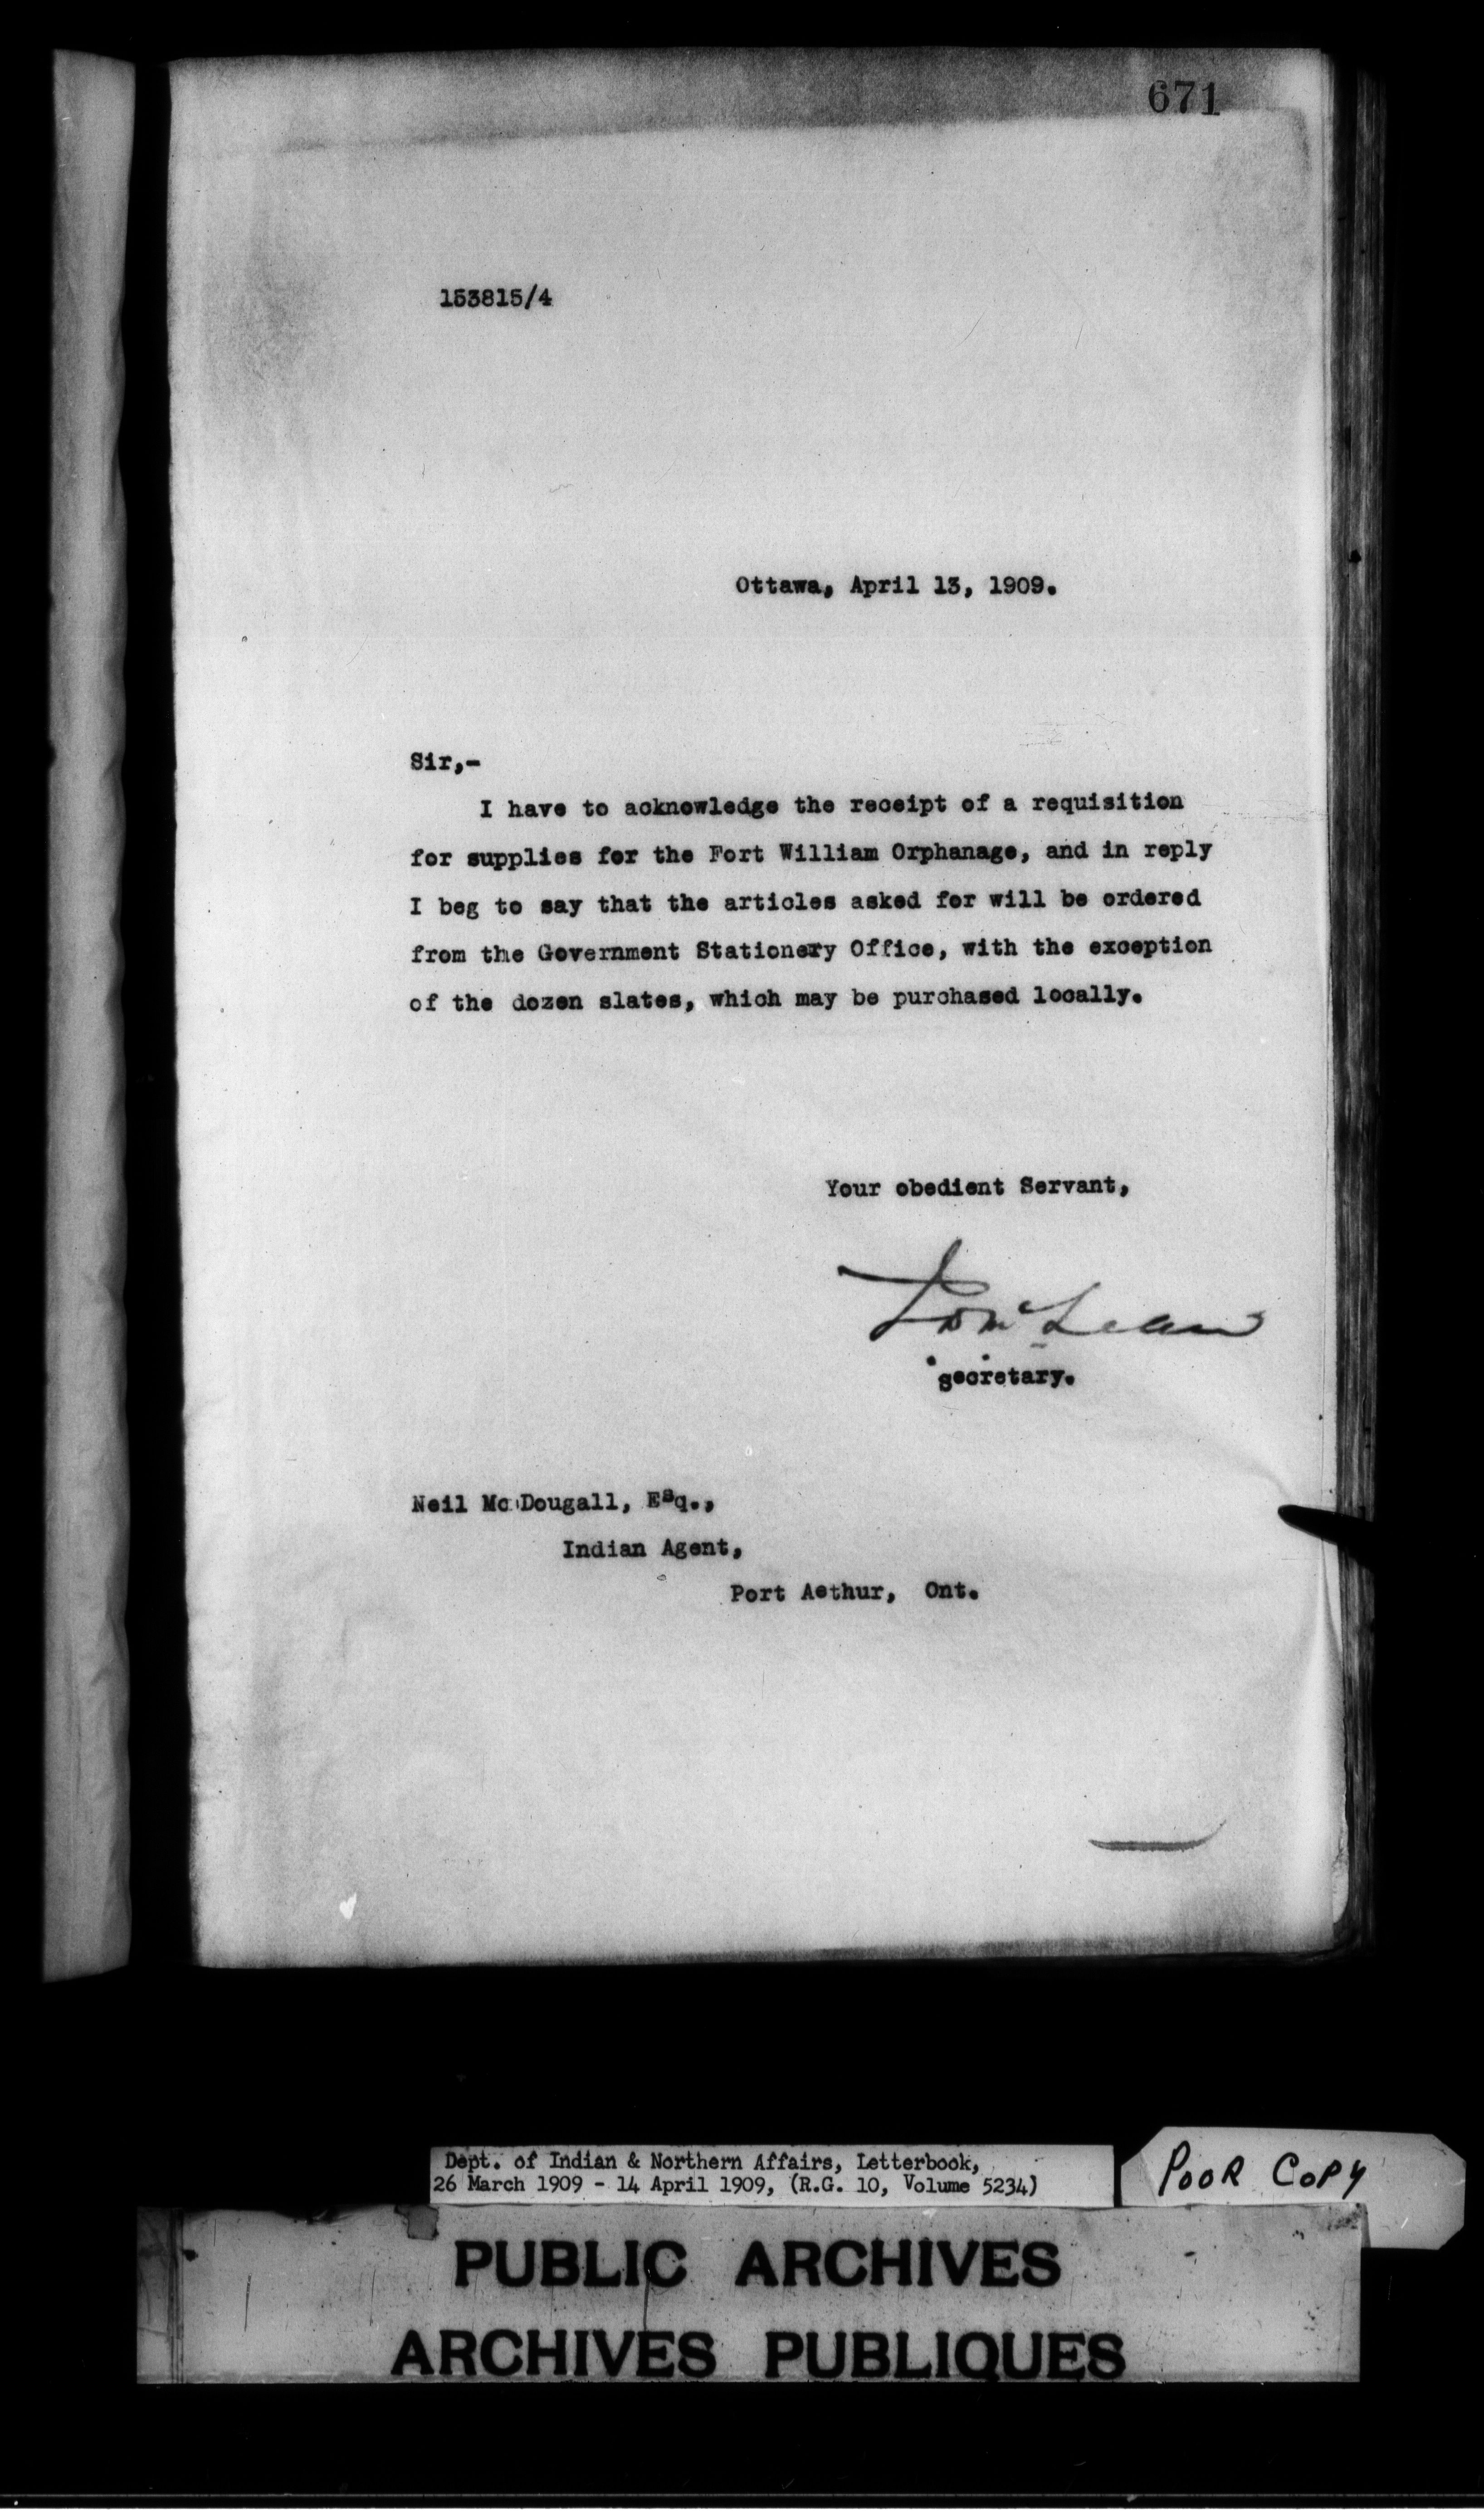 671
153815/4
Ottawa, April 13, 1909.
Sir,-
I have to acknowledge the receipt of a requisition
for supplies for the Fort William Orphanage, and in reply
I beg to say that the articles asked for will be ordered
from the Government Stationery Office, with the exception
of the dozen slates, which may be purchased locally.
Your obedient Servant,
J D McLean
secretary.
Neil McDougall, Esq.,
Indian Agent,
Port Aethur, Ont.
Dept. of Indian & Northern Affairs, Letterbook,
26 March 1909 - 14 April 1909, (R.G. 10, Volume 5234)
POOR COPY
PUBLIC ARCHIVES
ARCHIVES PUBLIQUES